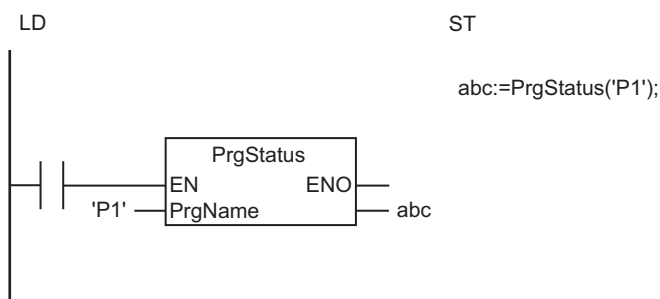 LD
ST
abc:=PrgStatus('P1');
PrgStatus
EN ENO
'P1' PrgName abc